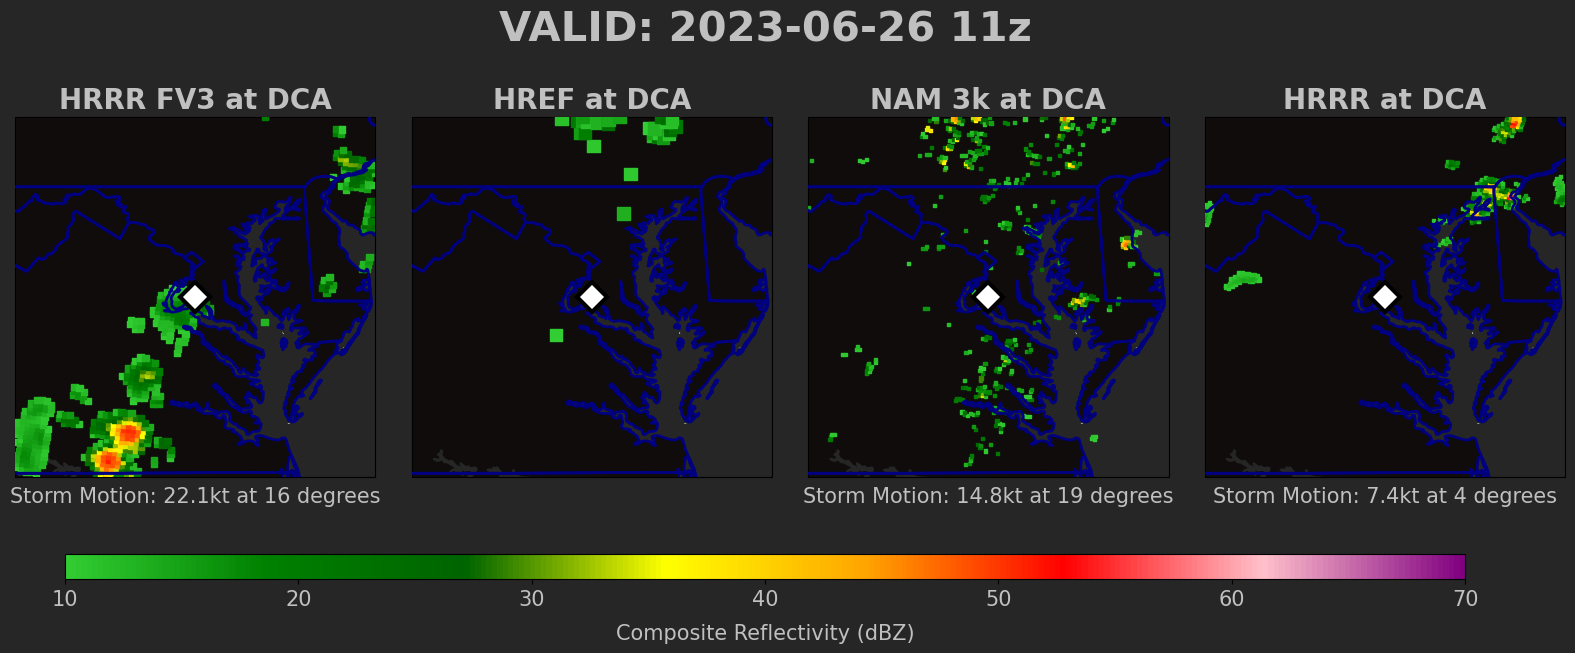 VALID: 2023-06-26 11z
HRRR FV3 at DCA
HREF at DCA
NAM 3k at DCA
HRRR at DCA
Storm Motion: 22.1kt at 16 degrees
Storm Motion: 14.8kt at 19 degrees
Storm Motion: 7.4kt at 4 degrees
10 20 30 40 50 60 70
Composite Reflectivity (dBZ)